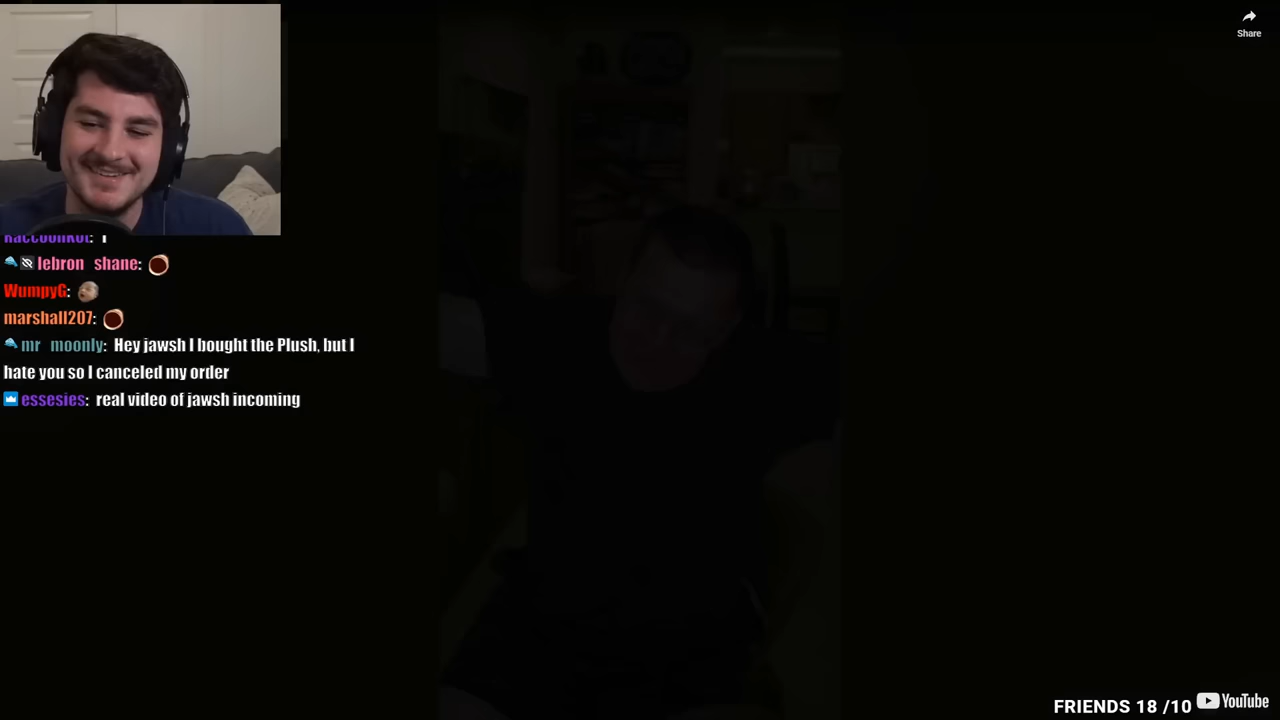 Share
lebron shane:
WumpyG:
marshall207:
mr moonly: Hey jawsh I bought the Plush, but I
hate you so I canceled my order
essesies: real video of jawsh incoming
FRIENDS 18 /10 YouTube